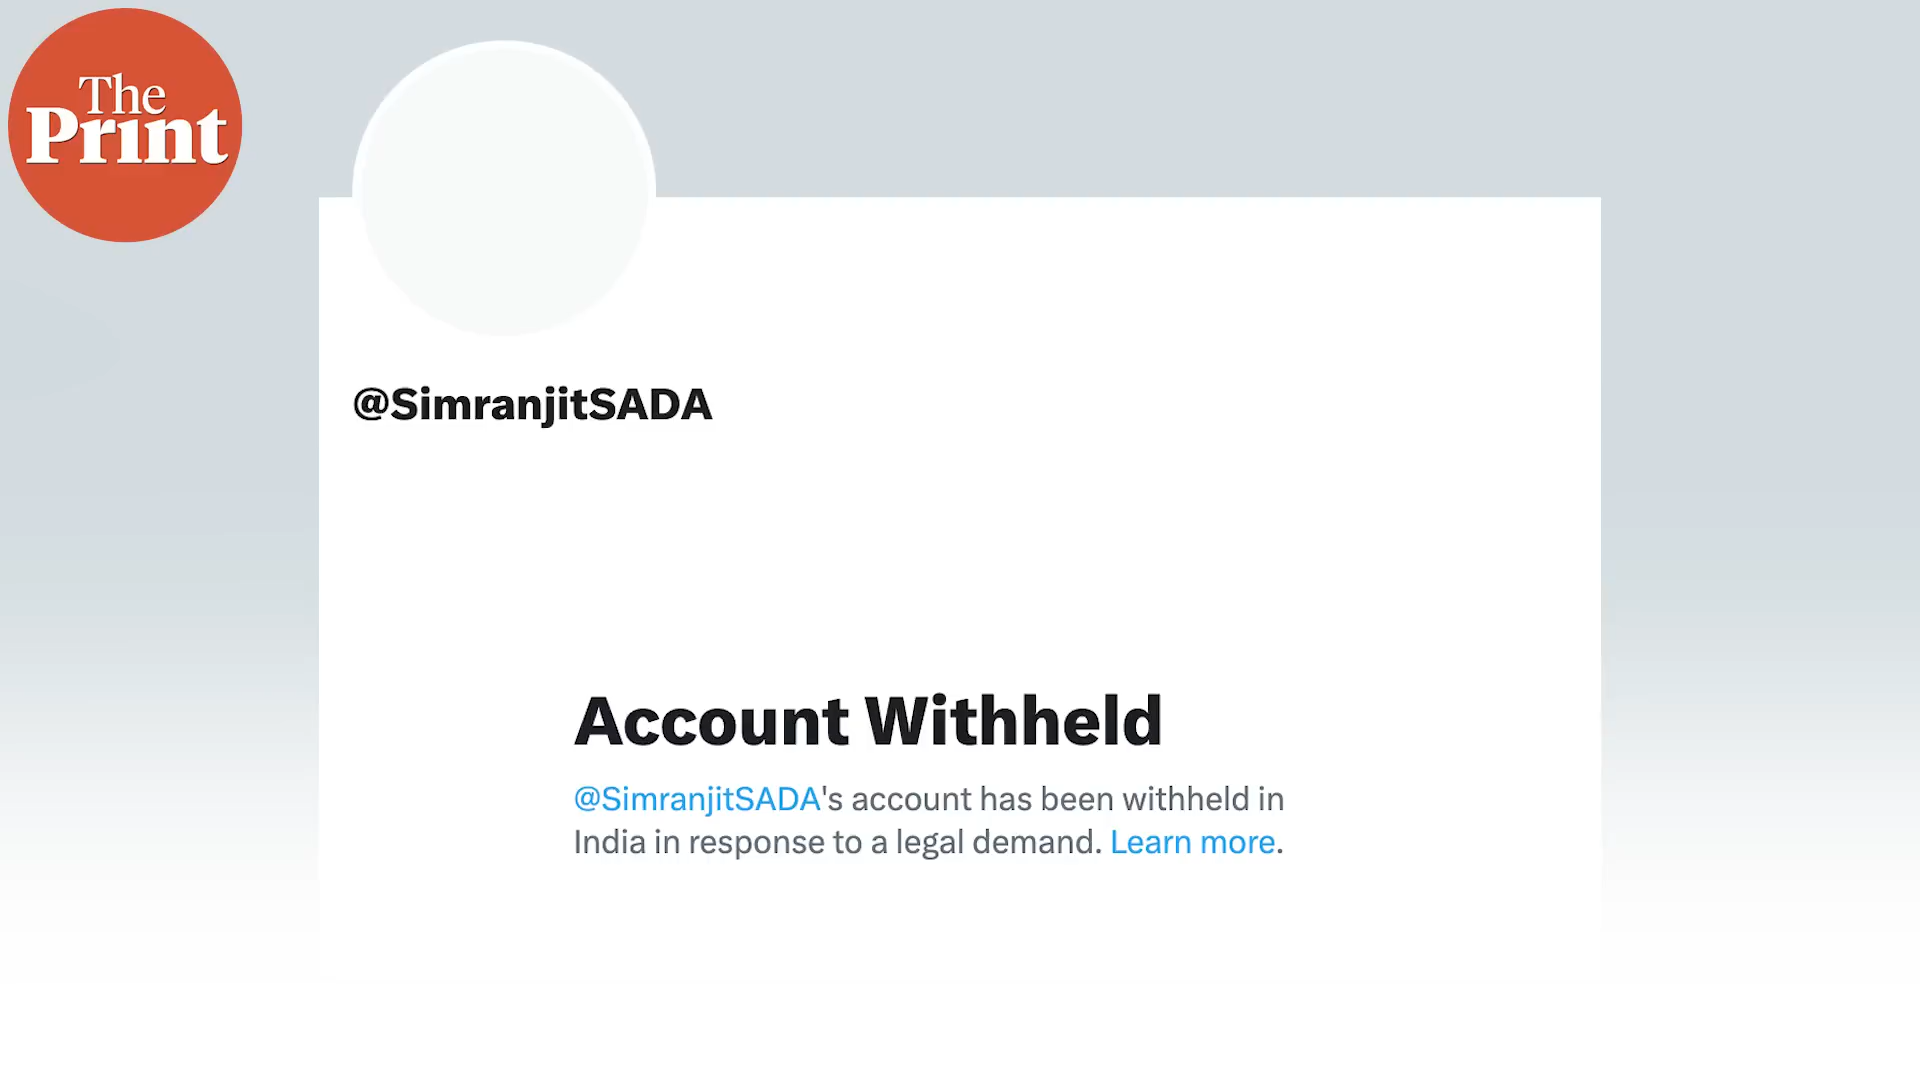 The
Print
@SimranjitSADA
Account Withheld
@SimranjitSADA's account has been withheld in
India in response to a legal demand. Learn more.